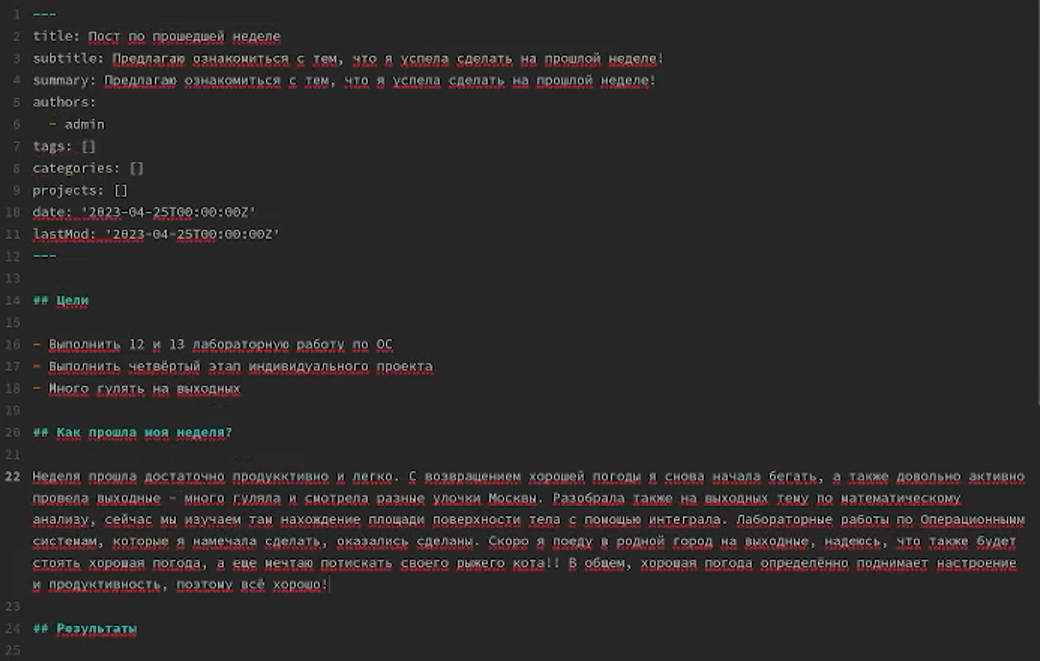 1 ---
2 title: Пост по прошедшей неделе
3 subtitle: Предлагаю ознакомиться с тем, что я успела сделать на прошлой неделе!
4 summary: Предлагаю ознакомиться с тем, что я успела сделать на прошлой неделе!
5 authors:
6 - admin
7 tags: []
8 categories: []
9 projects: []
10 date: '2023-04-25T00:00:00Z'
11 lastMod: '2023-04-25T00:00:00Z'
12 ---
13
14 ## Цели
15
16 - Выполнить 12 и 13 лабораторную работу по ОС
17 - Выполнить четвёртый этап индивидуального проекта
18 - Много гулять на выходных
19
20 ## Как прошла моя неделя?
21
22 Неделя прошла достаточно продукктивно и легко. С возвращением хорошей погоды я снова начала бегать, а также довольно активно
провела выходные - много гуляла и смотрела разные улочки Москвы. Разобрала также на выходных тему по математическому
анализу, сейчас мы изучаем там нахождение площади поверхности тела с помощью интеграла. Лабораторные работы по Операционным
системам, которые я намечала сделать, оказались сделаны. Скоро я поеду в родной город на выходные, надеюсь, что также будет
стоять хорошая погода, а еще мечтаю потискать своего рыжего кота!! В общем, хорошая погода определённо поднимает настроение
и продуктивность, поэтому всё хорошо!
23
24 ## Результаты
25